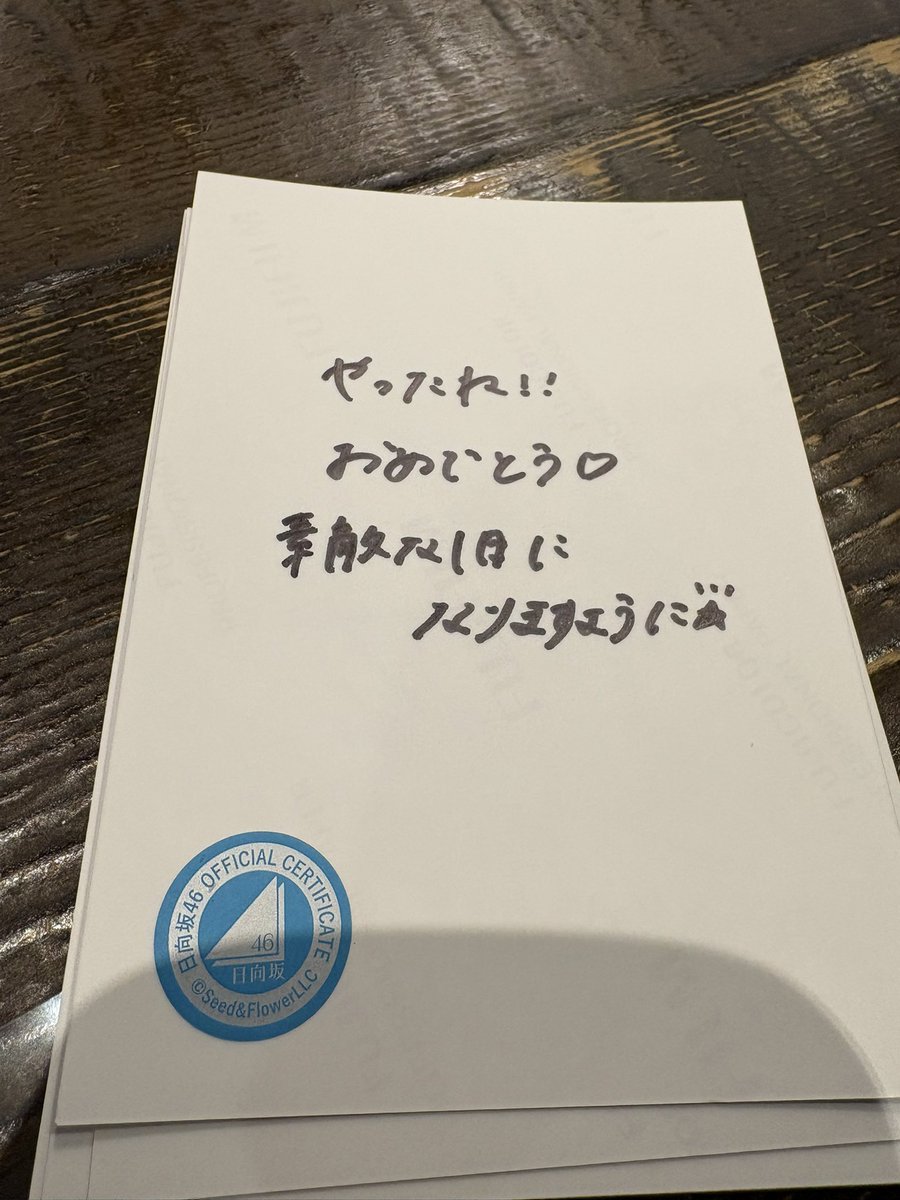 やったね!!
おめでとう♡
素敵な1日に
なりますように
日向坂46 OFFICIAL CERTIFICATE
46
日向坂
©Seed&FlowerLLC